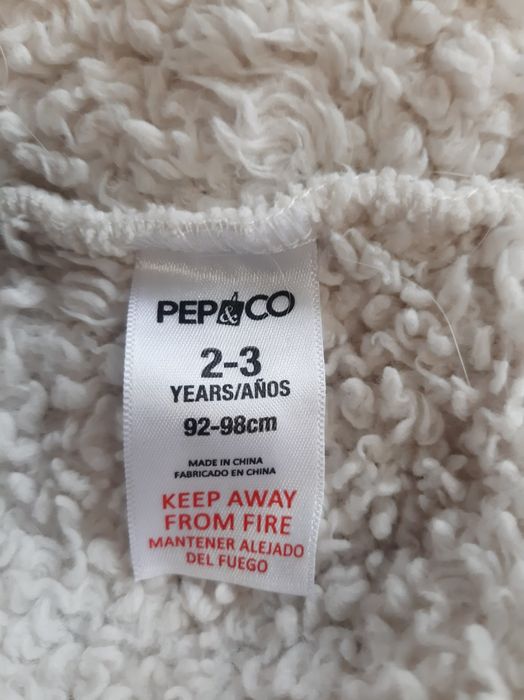 PEP&CO
2-3
YEARS/AÑOS
92-98cm
MADE IN CHINA
FABRICADO EN CHINA
KEEP AWAY
FROM FIRE
MANTENER ALEJADO
DEL FUEGO